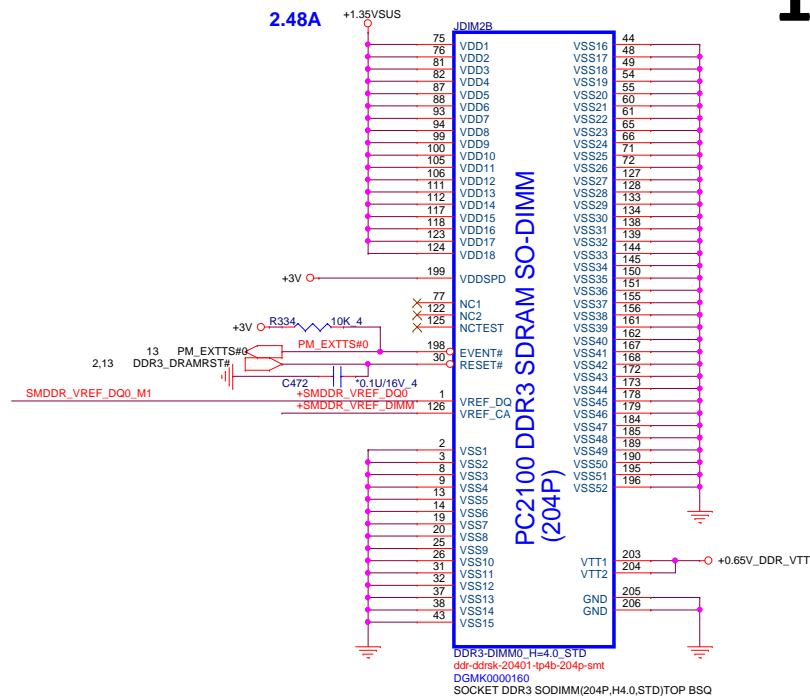 2.48A
+1.35VSUS
1
JDIM2B
75 VDD1
76 VDD2
81 VDD3
82 VDD4
87 VDD5
88 VDD6
93 VDD7
94 VDD8
99 VDD9
100 VDD10
105 VDD11
106 VDD12
111 VDD13
112 VDD14
117 VDD15
118 VDD16
123 VDD17
124 VDD18
+3V 199 VDDSPD
77 NC1
122 NC2
125 NCTEST
+3V R334 10K_4
13 PM_EXTTS#0 PM_EXTTS#0 198 EVENT#
2,13 DDR3_DRAMRST# 30 RESET#
C472 *0.1U/16V_4
SMDDR_VREF_DQ0_M1 +SMDDR_VREF_DQ0 1 VREF_DQ
+SMDDR_VREF_DIMM 126 VREF_CA
2 VSS1
3 VSS2
8 VSS3
9 VSS4
13 VSS5
14 VSS6
19 VSS7
20 VSS8
25 VSS9
26 VSS10
31 VSS11
32 VSS12
37 VSS13
38 VSS14
43 VSS15
PC2100 DDR3 SDRAM SO-DIMM
(204P)
VSS16 44
VSS17 48
VSS18 49
VSS19 54
VSS20 55
VSS21 60
VSS22 61
VSS23 65
VSS24 66
VSS25 71
VSS26 72
VSS27 127
VSS28 128
VSS29 133
VSS30 134
VSS31 138
VSS32 139
VSS33 144
VSS34 145
VSS35 150
VSS36 151
VSS37 155
VSS38 156
VSS39 161
VSS40 162
VSS41 167
VSS42 168
VSS43 172
VSS44 173
VSS45 178
VSS46 179
VSS47 184
VSS48 185
VSS49 189
VSS50 190
VSS51 195
VSS52 196
VTT1 203
VTT2 204
+0.65V_DDR_VTT
GND 205
GND 206
DDR3-DIMM0_H=4.0_STD
ddr-ddrsk-20401-tp4b-204p-smt
DGMK0000160
SOCKET DDR3 SODIMM(204P,H4.0,STD)TOP BSQ